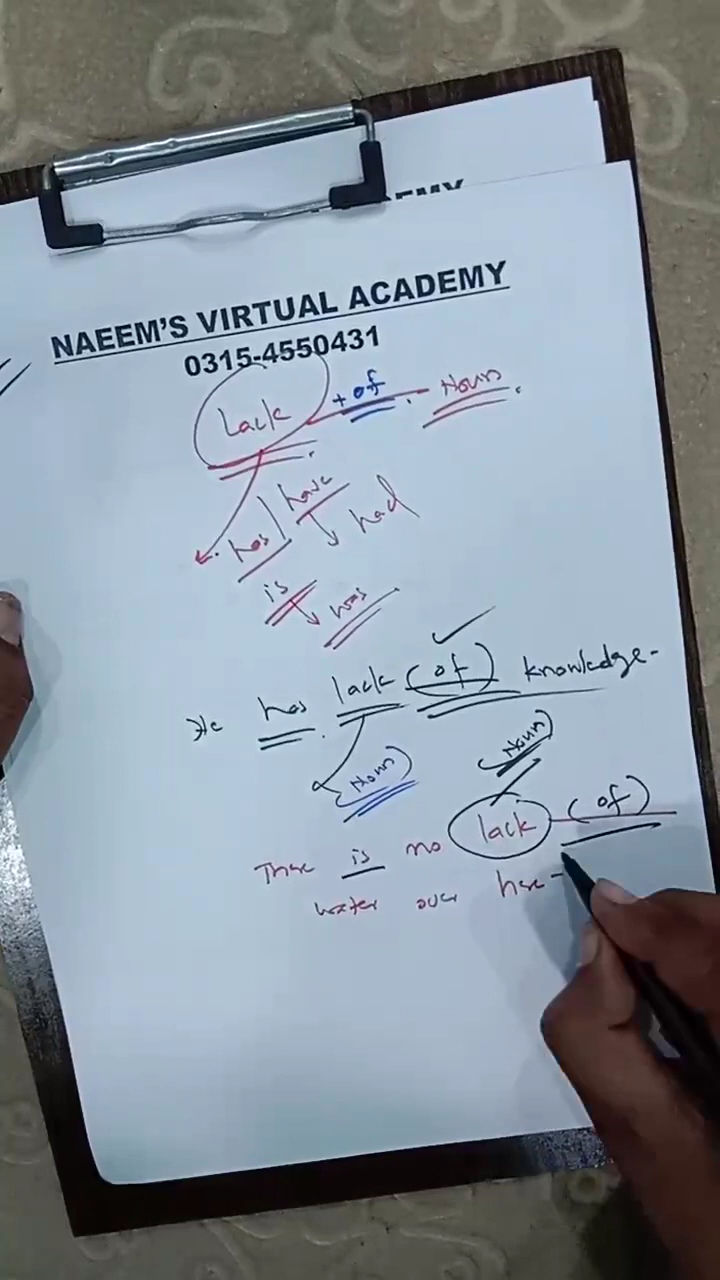 EMY
NAEEM'S VIRTUAL ACADEMY
0315-4550431
Lack + of. Noun.
has/have
had
is
was
He has lack (of) knowledge-
(Noun) (Noun)
There is no lack (of)
water over here-